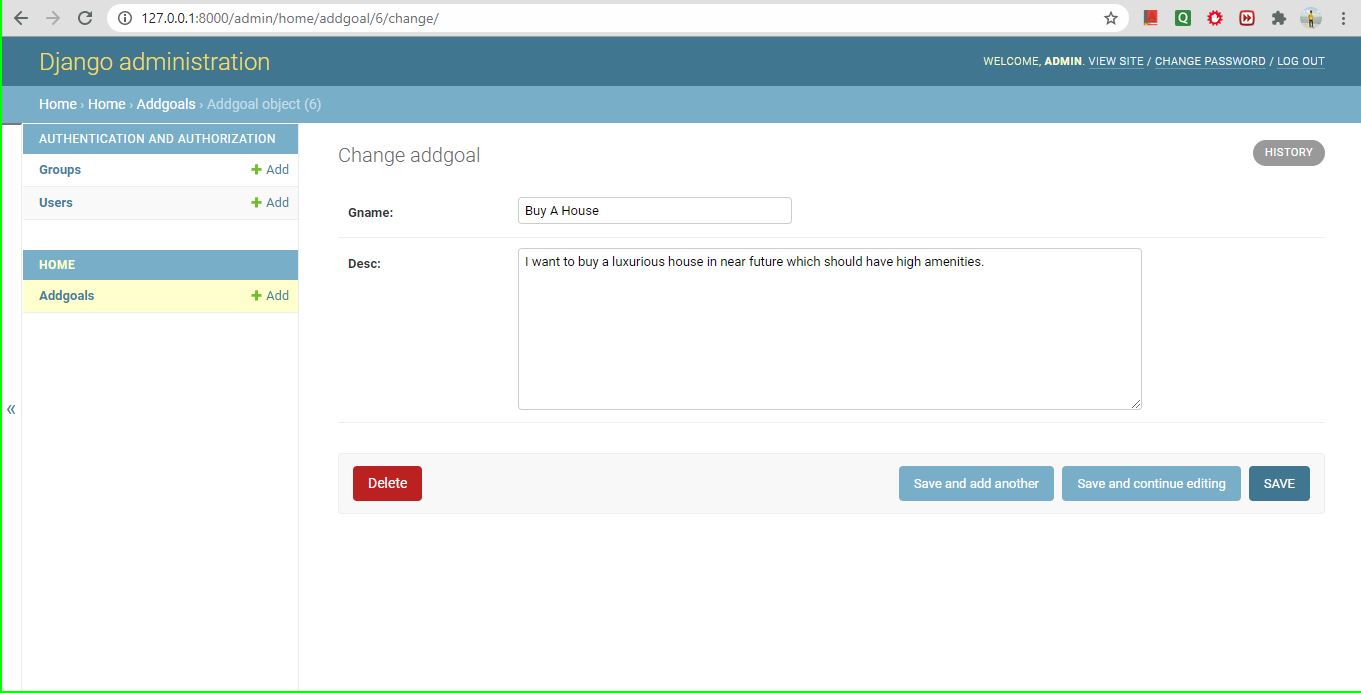 127.0.0.1:8000/admin/home/addgoal/6/change/
Django administration
WELCOME, ADMIN. VIEW SITE / CHANGE PASSWORD / LOG OUT
Home › Home › Addgoals › Addgoal object (6)
AUTHENTICATION AND AUTHORIZATION
Groups + Add
Users + Add
HOME
Addgoals + Add
«
Change addgoal
HISTORY
Gname: Buy A House
Desc: I want to buy a luxurious house in near future which should have high amenities.
Delete
Save and add another
Save and continue editing
SAVE